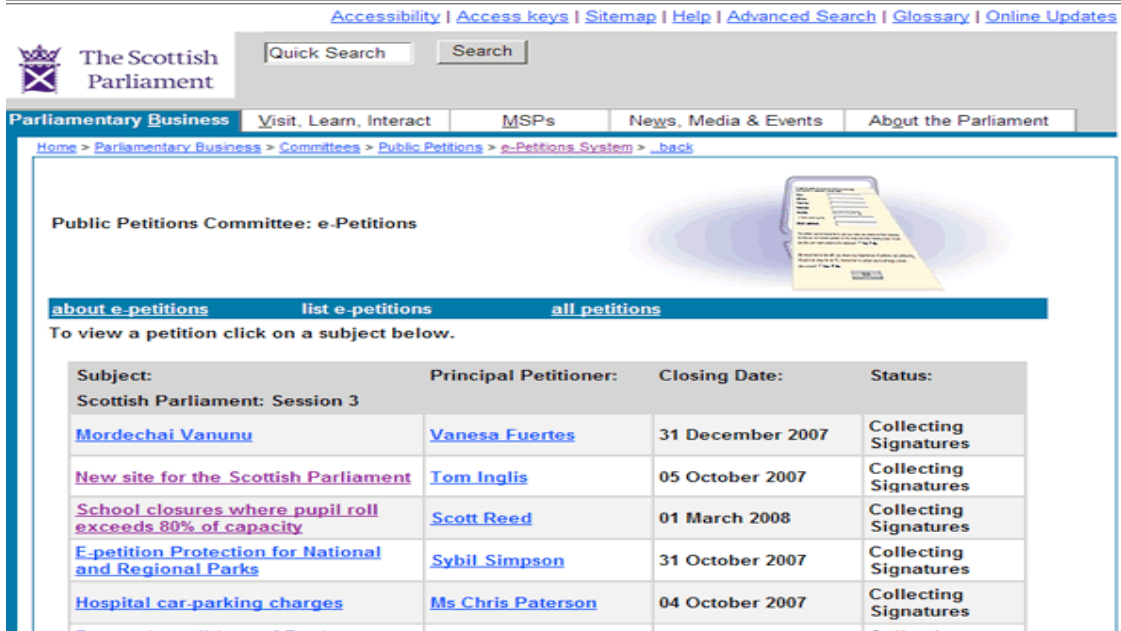 Accessibility | Access keys | Sitemap | Help | Advanced Search | Glossary | Online Updates
The Scottish
Parliament
Quick Search
Search
Parliamentary Business
Visit, Learn, Interact
MSPs
News, Media & Events
About the Parliament
Home > Parliamentary Business > Committees > Public Petitions > e-Petitions System > ..back
Public Petitions Committee: e-Petitions
about e-petitions
list e-petitions
all petitions
To view a petition click on a subject below.
Subject: Principal Petitioner: Closing Date: Status:
Scottish Parliament: Session 3
Mordechai Vanunu
Vanesa Fuertes
31 December 2007
Collecting
Signatures
New site for the Scottish Parliament
Tom Inglis
05 October 2007
Collecting
Signatures
School closures where pupil roll
exceeds 80% of capacity
Scott Reed
01 March 2008
Collecting
Signatures
E-petition Protection for National
and Regional Parks
Sybil Simpson
31 October 2007
Collecting
Signatures
Hospital car-parking charges
Ms Chris Paterson
04 October 2007
Collecting
Signatures